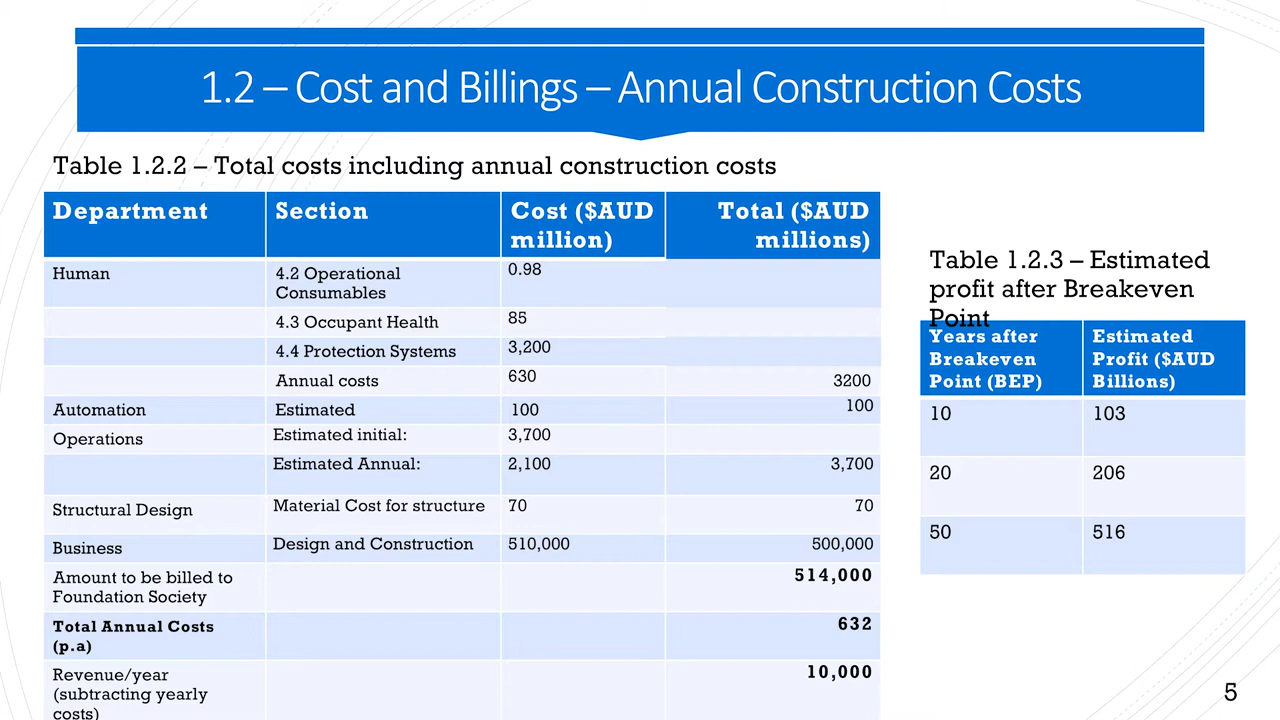 1.2 – Cost and Billings – Annual Construction Costs
Table 1.2.2 – Total costs including annual construction costs
Department Section Cost ($AUD million) Total ($AUD millions)
Human 4.2 Operational Consumables 0.98
4.3 Occupant Health 85
4.4 Protection Systems 3,200
Annual costs 630 3200
Automation Estimated 100 100
Operations Estimated initial: 3,700
Estimated Annual: 2,100 3,700
Structural Design Material Cost for structure 70 70
Business Design and Construction 510,000 500,000
Amount to be billed to Foundation Society 514,000
Total Annual Costs (p.a) 632
Revenue/year (subtracting yearly costs) 10,000
Table 1.2.3 – Estimated
profit after Breakeven
Point
Years after Breakeven Point (BEP) Estimated Profit ($AUD Billions)
10 103
20 206
50 516
5